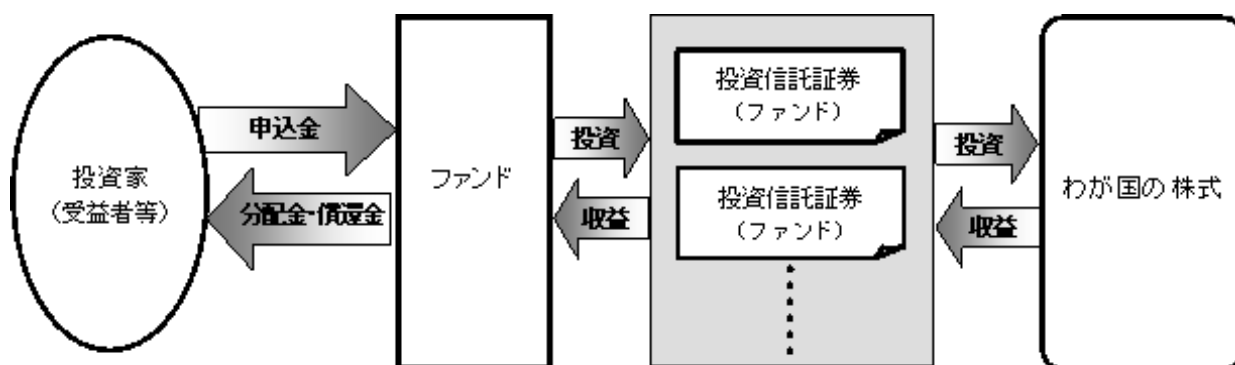 投資家
（受益者等）
申込金
分配金・償還金
ファンド
投資
収益
投資信託証券
（ファンド）
投資信託証券
（ファンド）
投資
収益
わが国の株式